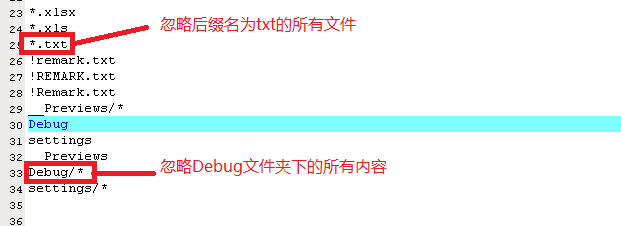 23 *.xlsx
24 *.xls
忽略后缀名为txt的所有文件
25 *.txt
26 !remark.txt
27 !REMARK.txt
28 !Remark.txt
29 __Previews/*
30 Debug
31 settings
32 __Previews
忽略Debug文件夹下的所有内容
33 Debug/*
34 settings/*
35
36